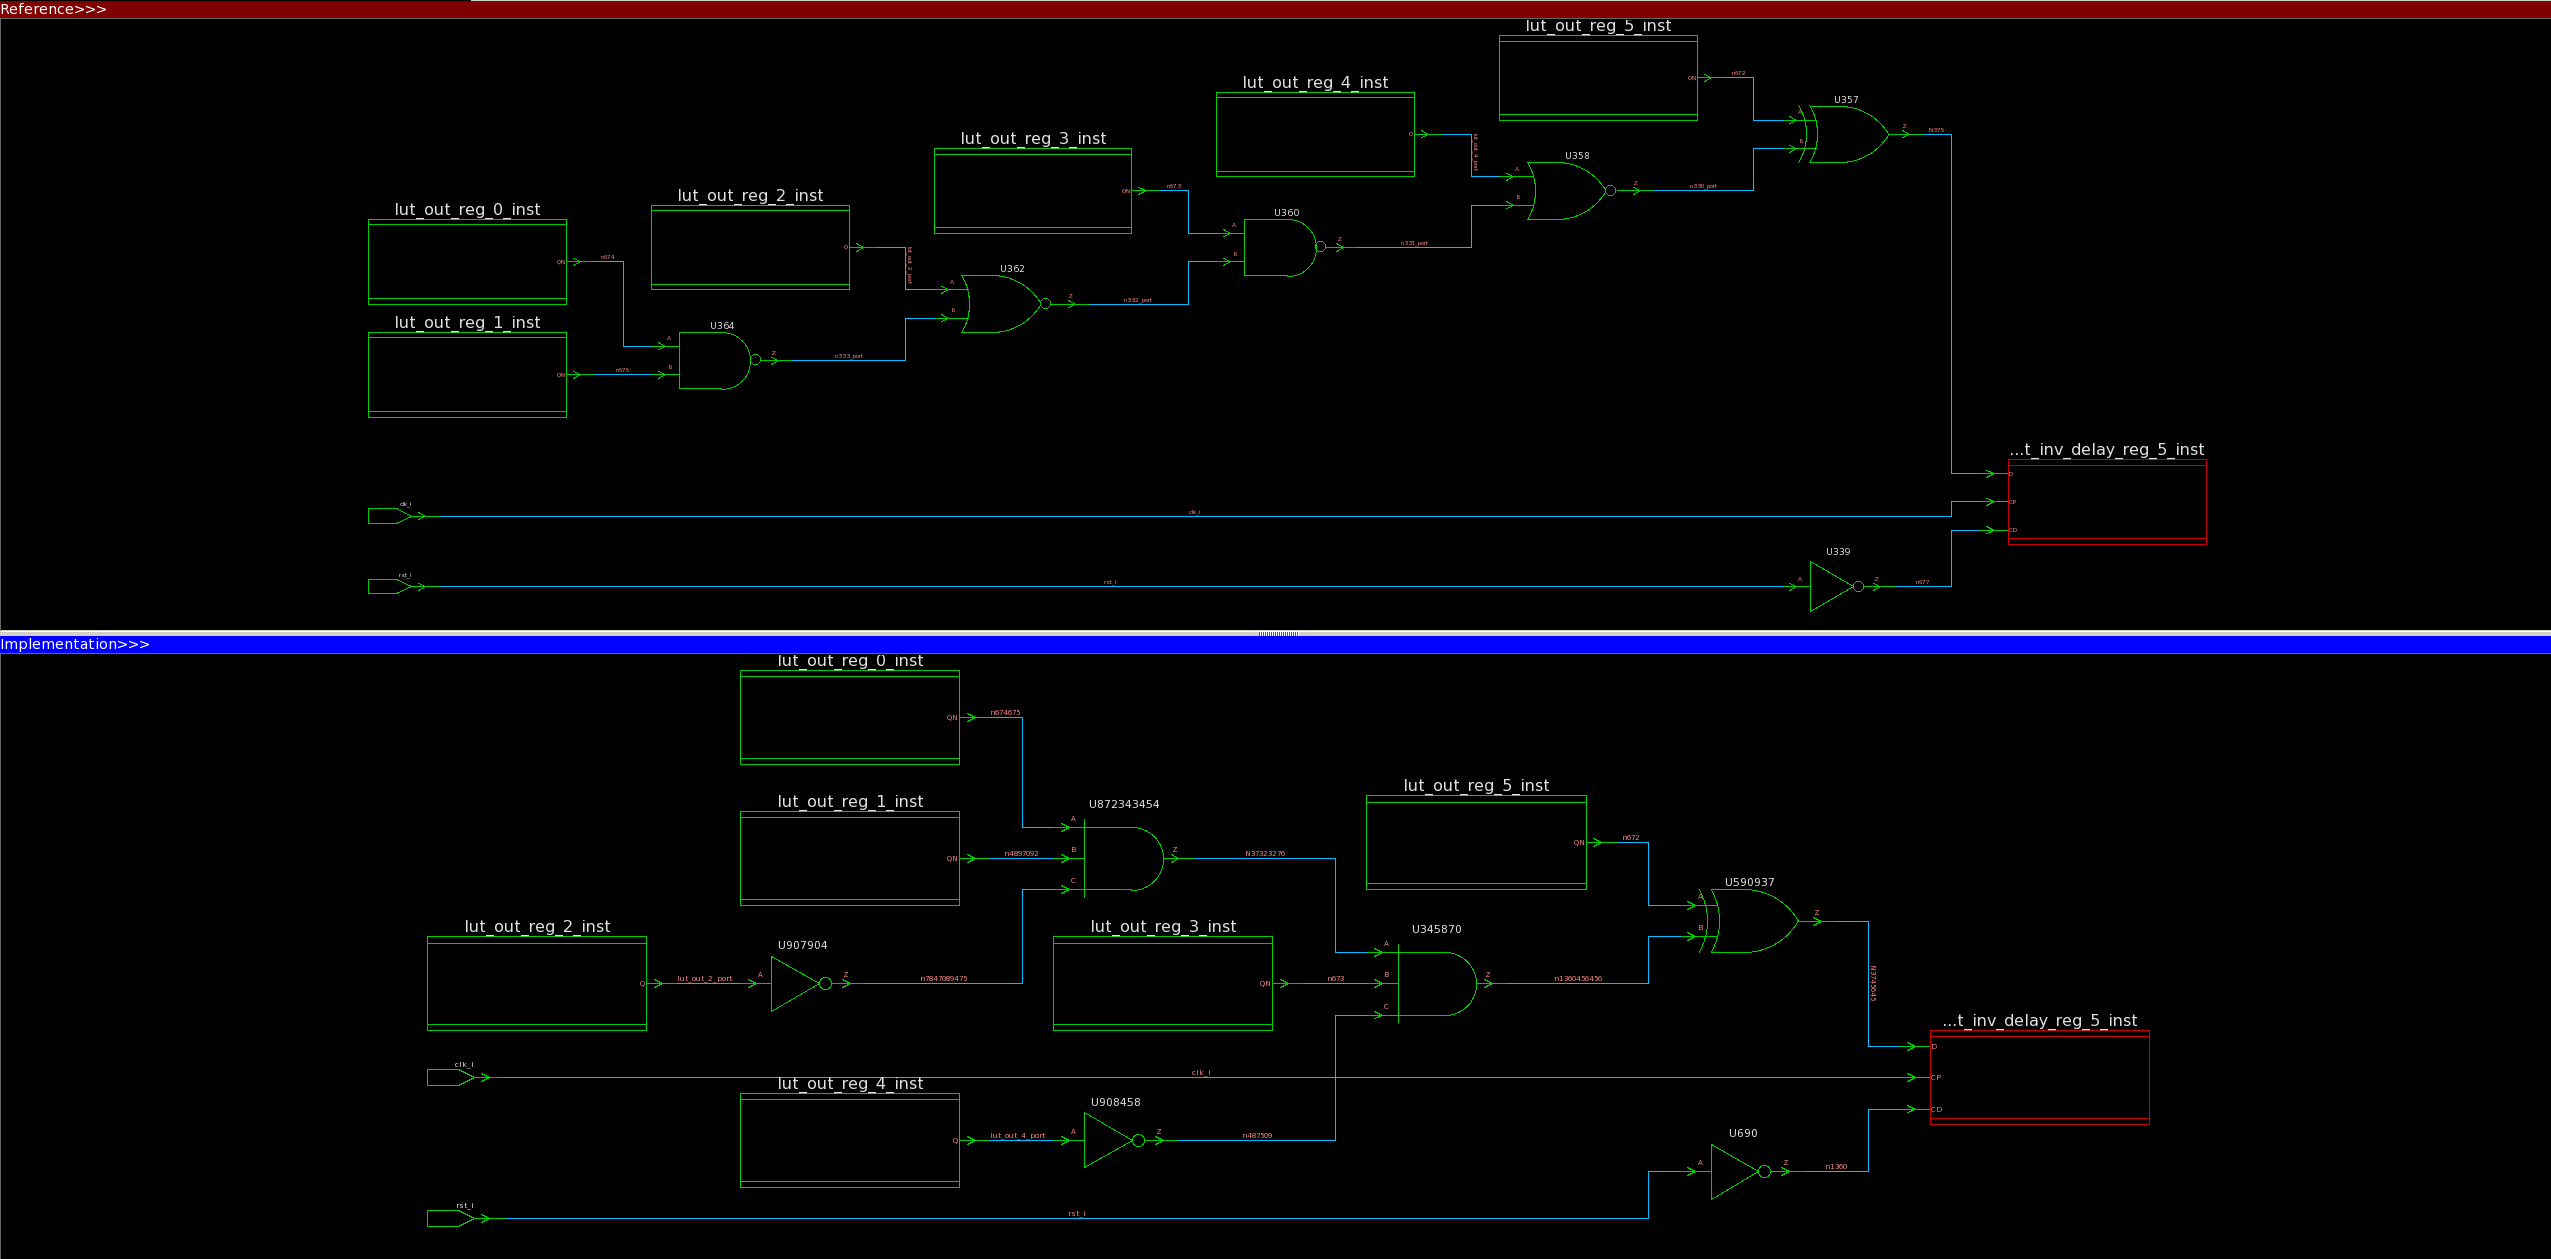 Reference>>>
lut_out_reg_5_inst
QN
n672
lut_out_reg_4_inst
U357
A
Z
N375
Q
lut_out_4_port
B
lut_out_reg_3_inst
U358
A
Z
n330_port
B
QN
n673
lut_out_reg_2_inst
U360
A
Z
n331_port
B
lut_out_reg_0_inst
Q
lut_out_2_port
QN
n674
U362
A
Z
n332_port
B
lut_out_reg_1_inst
U364
A
Z
n333_port
B
QN
n675
...t_inv_delay_reg_5_inst
D
CP
CD
clk_i
clk_i
U339
rst_i
rst_i
A
Z
n677
Implementation>>>
lut_out_reg_0_inst
QN
n674675
lut_out_reg_5_inst
lut_out_reg_1_inst
U872343454
A
B
C
Z
QN
n4897092
N37323276
QN
n672
U590937
A
B
Z
lut_out_reg_2_inst
U907904
lut_out_reg_3_inst
U345870
A
B
C
Z
Q
lut_out_2_port
A
Z
n7847089475
QN
n673
n1360456456
N3745645
...t_inv_delay_reg_5_inst
D
CP
CD
clk_i
clk_i
lut_out_reg_4_inst
U908458
Q
lut_out_4_port
A
Z
n487509
U690
A
Z
n1360
rst_i
rst_i